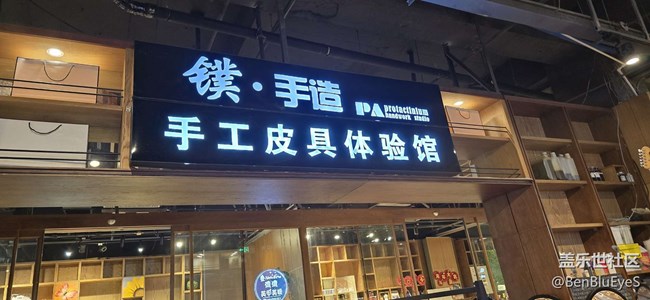 镤·手造
PA protactinium
handwork studio
手工皮具体验馆
盖乐世社区
@BenBluEyeS